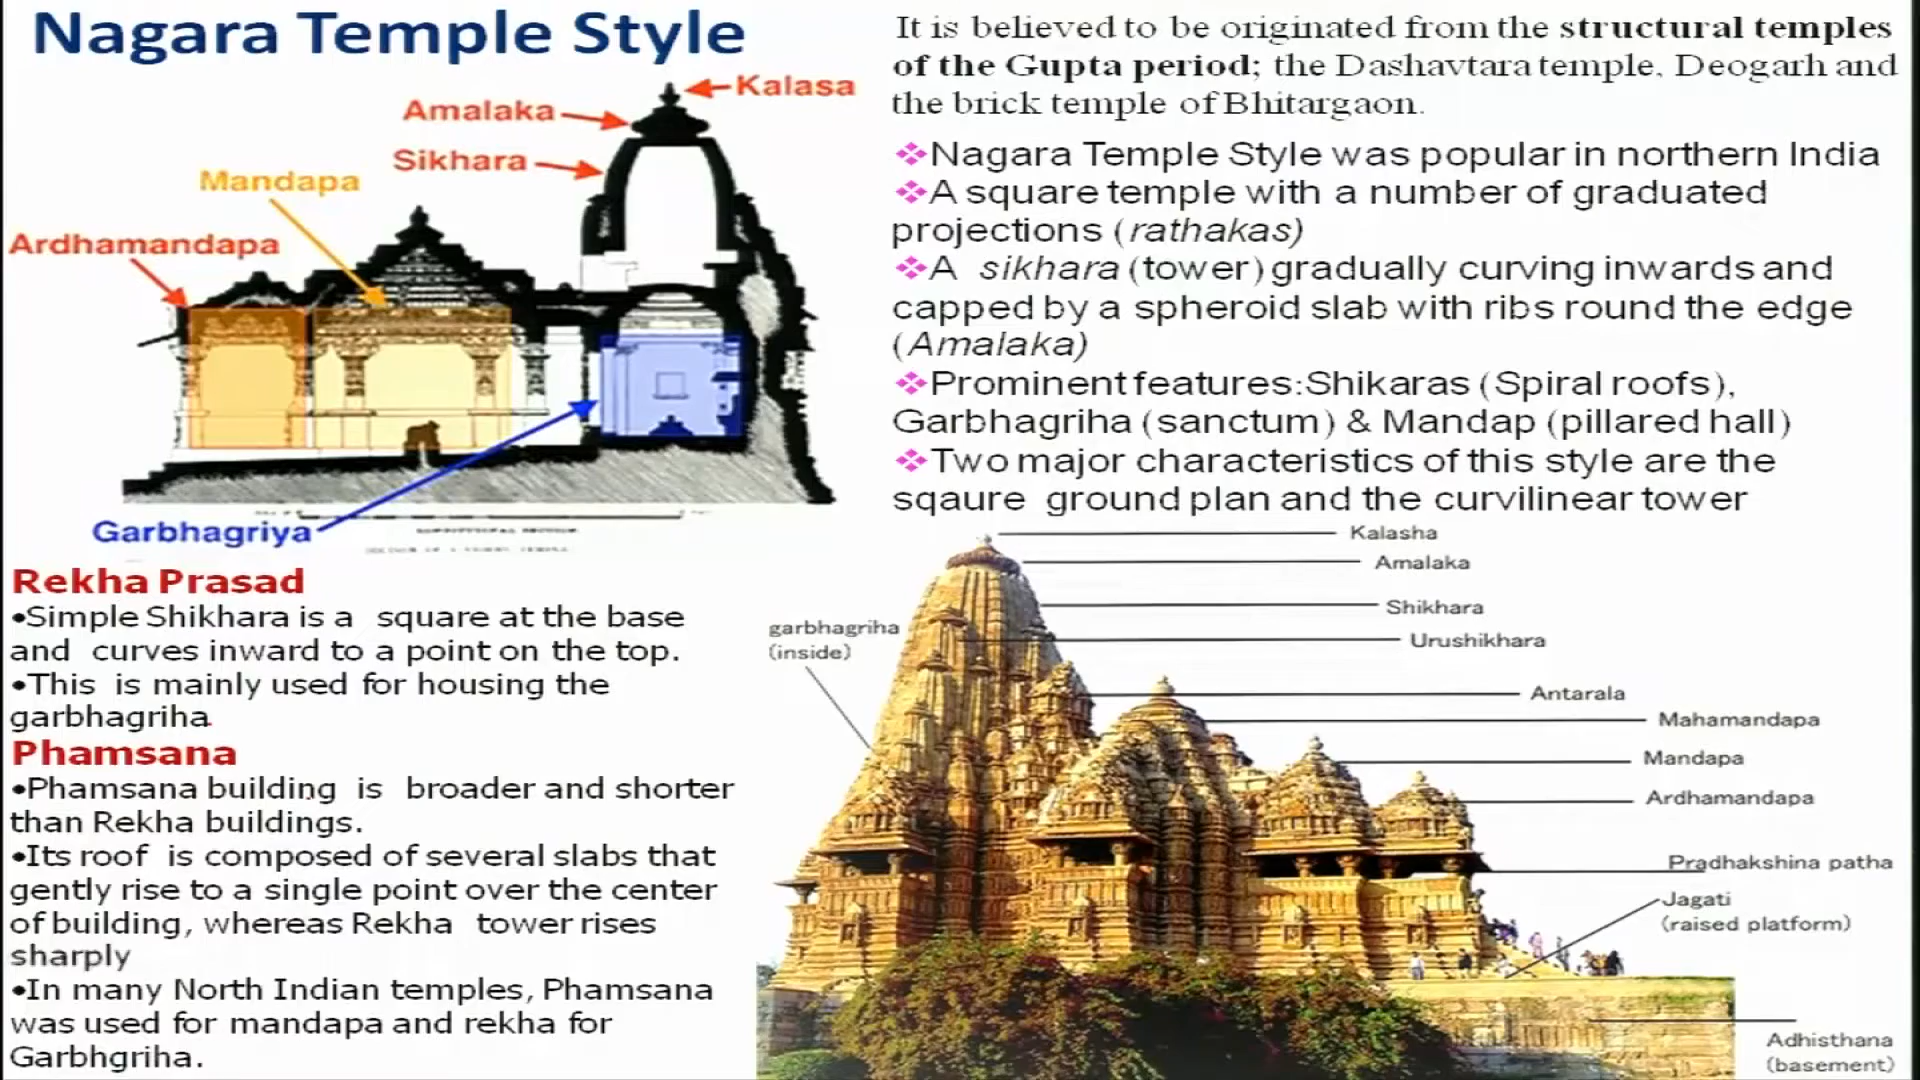 Nagara Temple Style
Kalasa
Amalaka
Sikhara
Mandapa
Ardhamandapa
Garbhagriya
It is believed to be originated from the structural temples
of the Gupta period; the Dashavtara temple, Deogarh and
the brick temple of Bhitargaon.
❖Nagara Temple Style was popular in northern India
❖A square temple with a number of graduated
projections (rathakas)
❖A sikhara (tower) gradually curving inwards and
capped by a spheroid slab with ribs round the edge
(Amalaka)
❖Prominent features:Shikaras (Spiral roofs),
Garbhagriha (sanctum) & Mandap (pillared hall)
❖Two major characteristics of this style are the
sqaure ground plan and the curvilinear tower
Rekha Prasad
•Simple Shikhara is a square at the base
and curves inward to a point on the top.
•This is mainly used for housing the
garbhagriha.
Phamsana
•Phamsana building is broader and shorter
than Rekha buildings.
•Its roof is composed of several slabs that
gently rise to a single point over the center
of building, whereas Rekha tower rises
sharply
•In many North Indian temples, Phamsana
was used for mandapa and rekha for
Garbhgriha.
Kalasha
Amalaka
Shikhara
garbhagriha
(inside)
Urushikhara
Antarala
Mahamandapa
Mandapa
Ardhamandapa
Pradhakshina patha
Jagati
(raised platform)
Adhisthana
(basement)